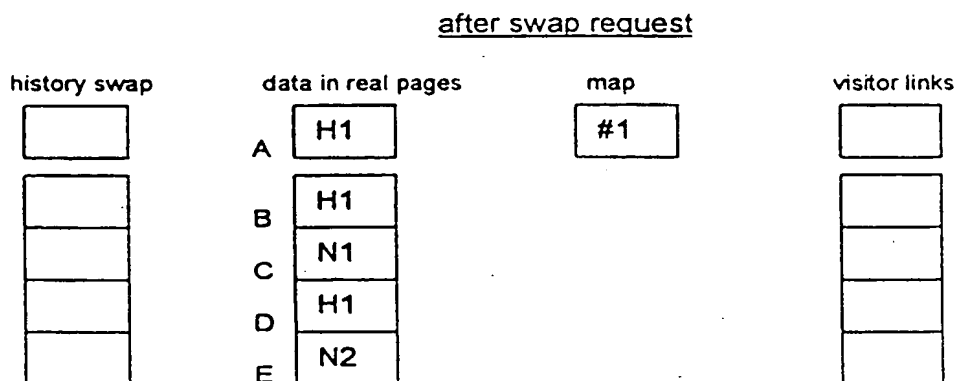 after swap request
history swap data in real pages map visitor links
A H1 #1
B H1
C N1
D H1
E N2